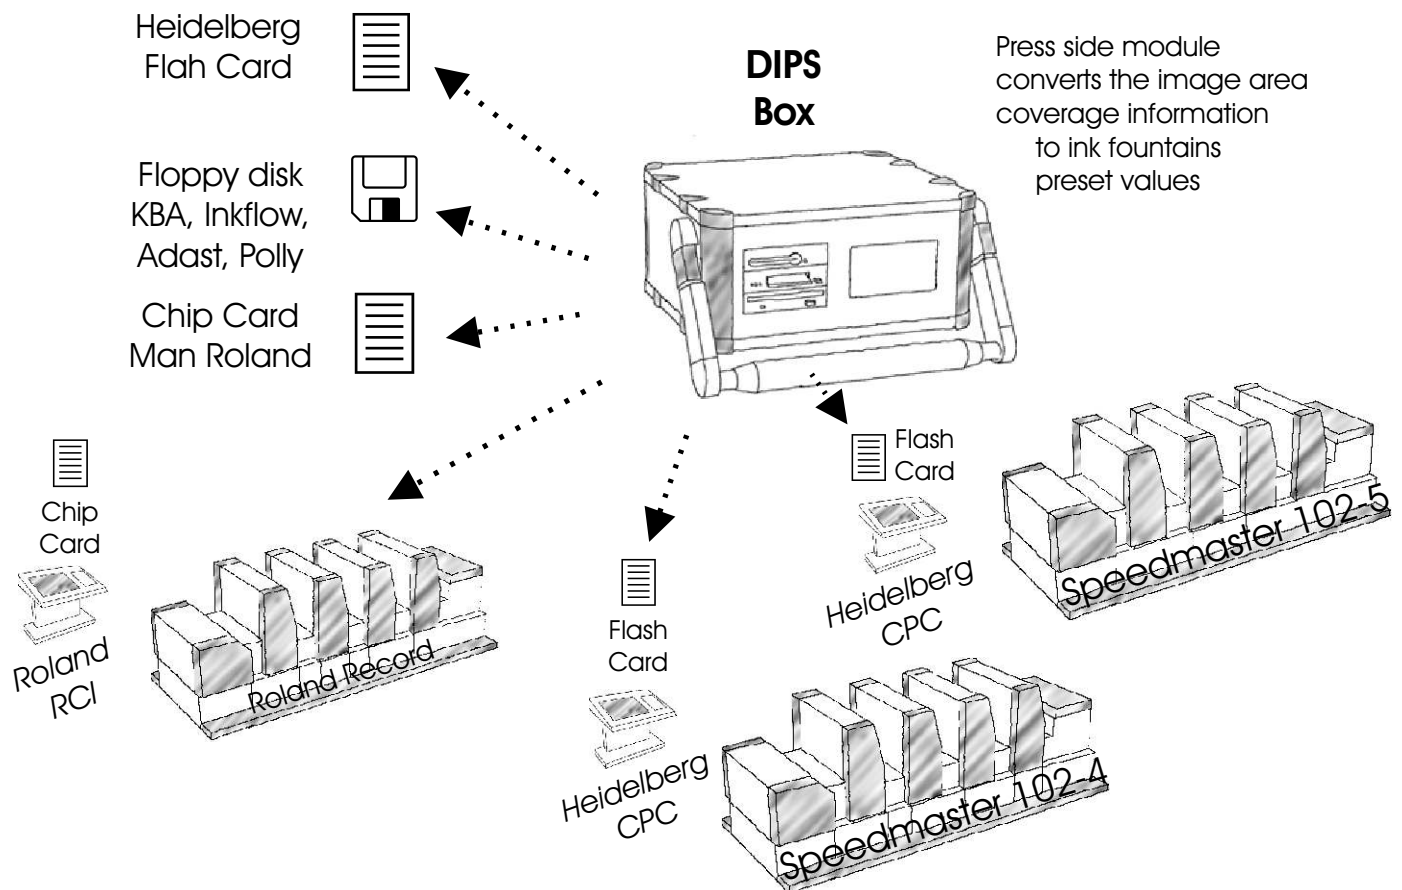 Heidelberg
Flah Card
DIPS
Box
Press side module
converts the image area
coverage information
to ink fountains
preset values
Floppy disk
KBA, Inkflow,
Adast, Polly
Chip Card
Man Roland
Flash
Card
Heidelberg
CPC
Speedmaster 102-5
Chip
Card
Roland
RCI
Roland Record
Flash
Card
Heidelberg
CPC
Speedmaster 102-4